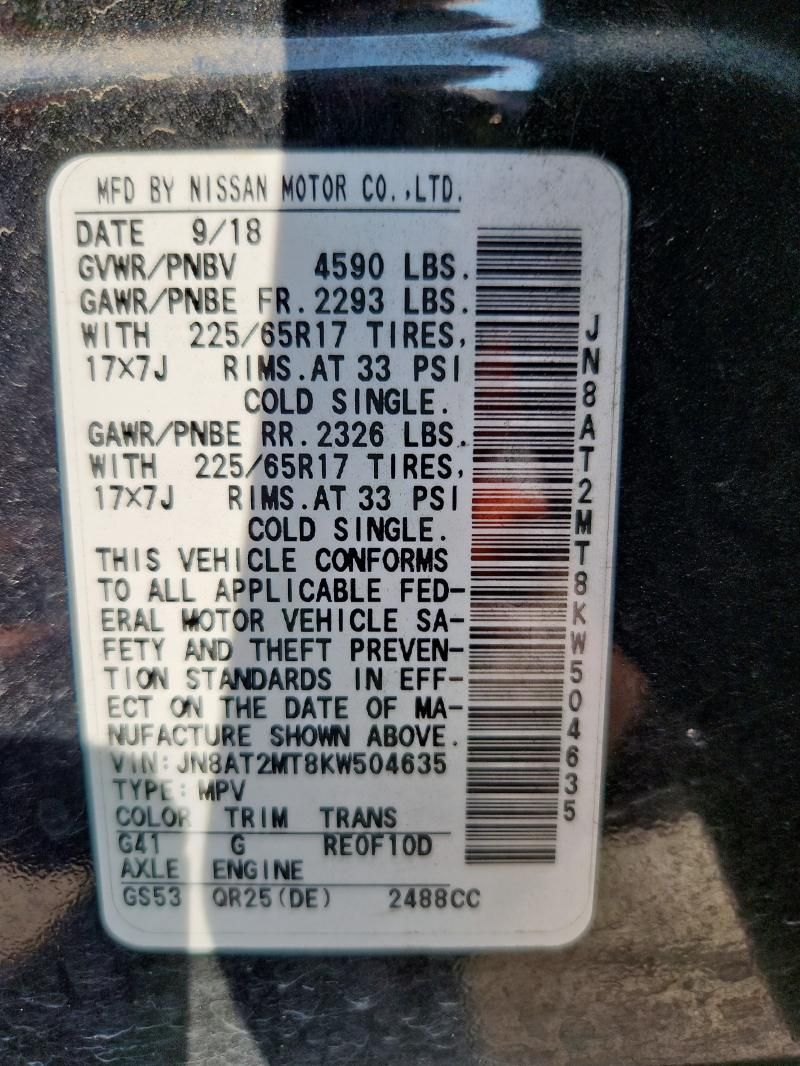 MFD BY NISSAN MOTOR CO.,LTD.
DATE 9/18
GVWR/PNBV 4590 LBS.
GAWR/PNBE FR.2293 LBS.
WITH 225/65R17 TIRES,
17×7J RIMS.AT 33 PSI
COLD SINGLE.
GAWR/PNBE RR.2326 LBS.
WITH 225/65R17 TIRES,
17×7J RIMS.AT 33 PSI
COLD SINGLE.
THIS VEHICLE CONFORMS
TO ALL APPLICABLE FED-
ERAL MOTOR VEHICLE SA-
FETY AND THEFT PREVEN-
TION STANDARDS IN EFF-
ECT ON THE DATE OF MA-
NUFACTURE SHOWN ABOVE.
VIN:JN8AT2MT8KW504635
TYPE:MPV
COLOR TRIM TRANS
G41 G RE0F10D
AXLE ENGINE
GS53 QR25(DE) 2488CC
JN8AT2MT8KW504635